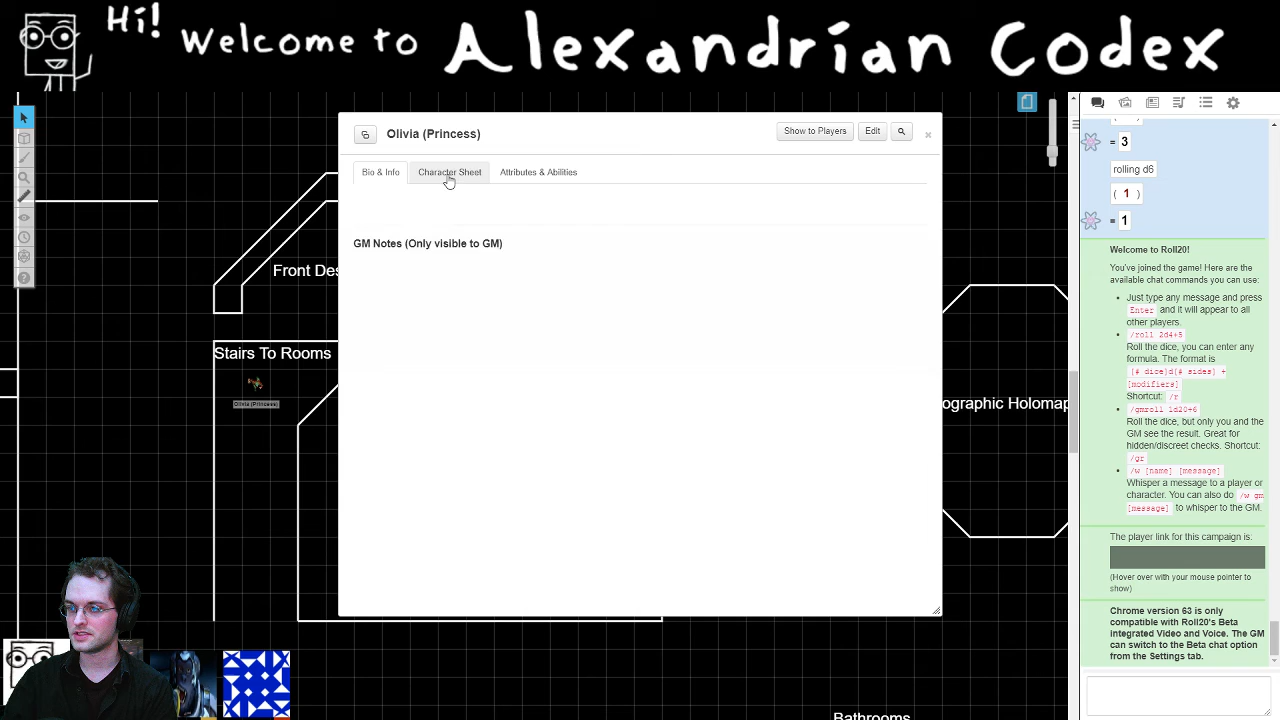 Hi! Welcome to Alexandrian Codex
Olivia (Princess)
Show to Players
Edit
Bio & Info
Character Sheet
Attributes & Abilities
GM Notes (Only visible to GM)
Front Des
Stairs To Rooms
Olivia (Princess)
ographic Holomap
Bathrooms
= 3
rolling d6
( 1 )
= 1
Welcome to Roll20!
You've joined the game! Here are the
available chat commands you can use:
• Just type any message and press
Enter and it will appear to all
other players.
• /roll 2d4+5
Roll the dice, you can enter any
formula. The format is
[# dice]d[# sides] +
[modifiers]
Shortcut: /r
• /gmroll 1d20+6
Roll the dice, but only you and the
GM see the result. Great for
hidden/discreet checks. Shortcut:
/gr
• /w [name] [message]
Whisper a message to a player or
character. You can also do /w gm
[message] to whisper to the GM.
The player link for this campaign is:
(Hover over with your mouse pointer to
show)
Chrome version 63 is only
compatible with Roll20's Beta
integrated Video and Voice. The GM
can switch to the Beta chat option
from the Settings tab.